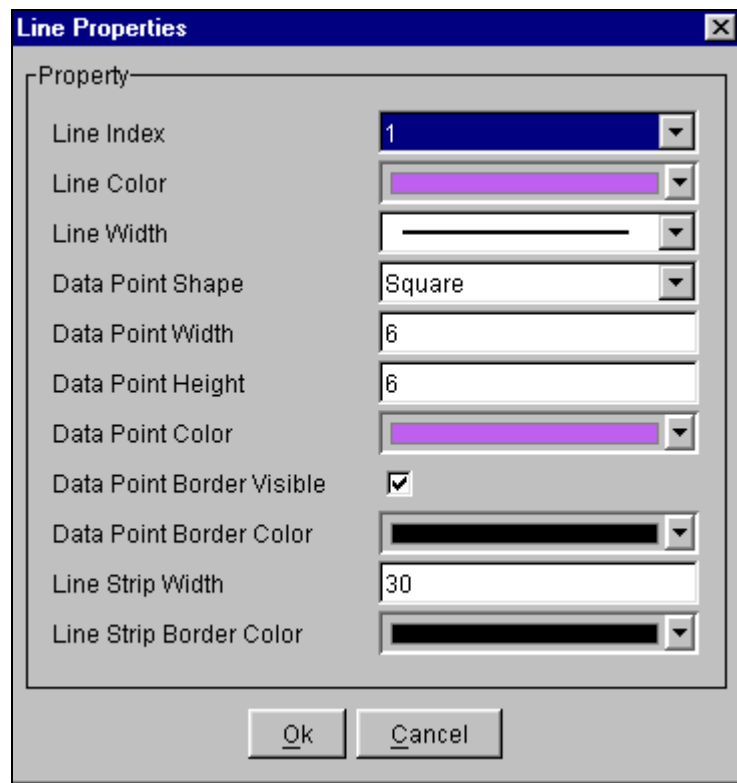 Line Properties
Property
Line Index 1
Line Color
Line Width
Data Point Shape Square
Data Point Width 6
Data Point Height 6
Data Point Color
Data Point Border Visible
Data Point Border Color
Line Strip Width 30
Line Strip Border Color
Ok Cancel